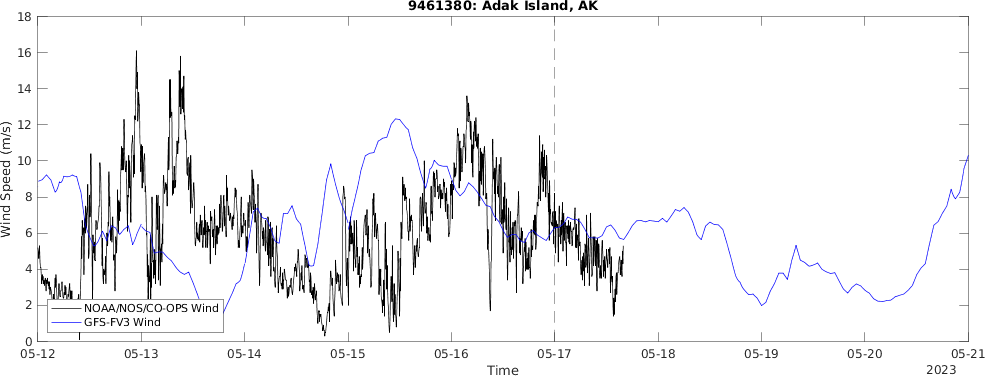 9461380: Adak Island, AK
Wind Speed (m/s)
18
16
14
12
10
8
6
4
2
0
NOAA/NOS/CO-OPS Wind
GFS-FV3 Wind
05-12 05-13 05-14 05-15 05-16 05-17 05-18 05-19 05-20 05-21
Time
2023